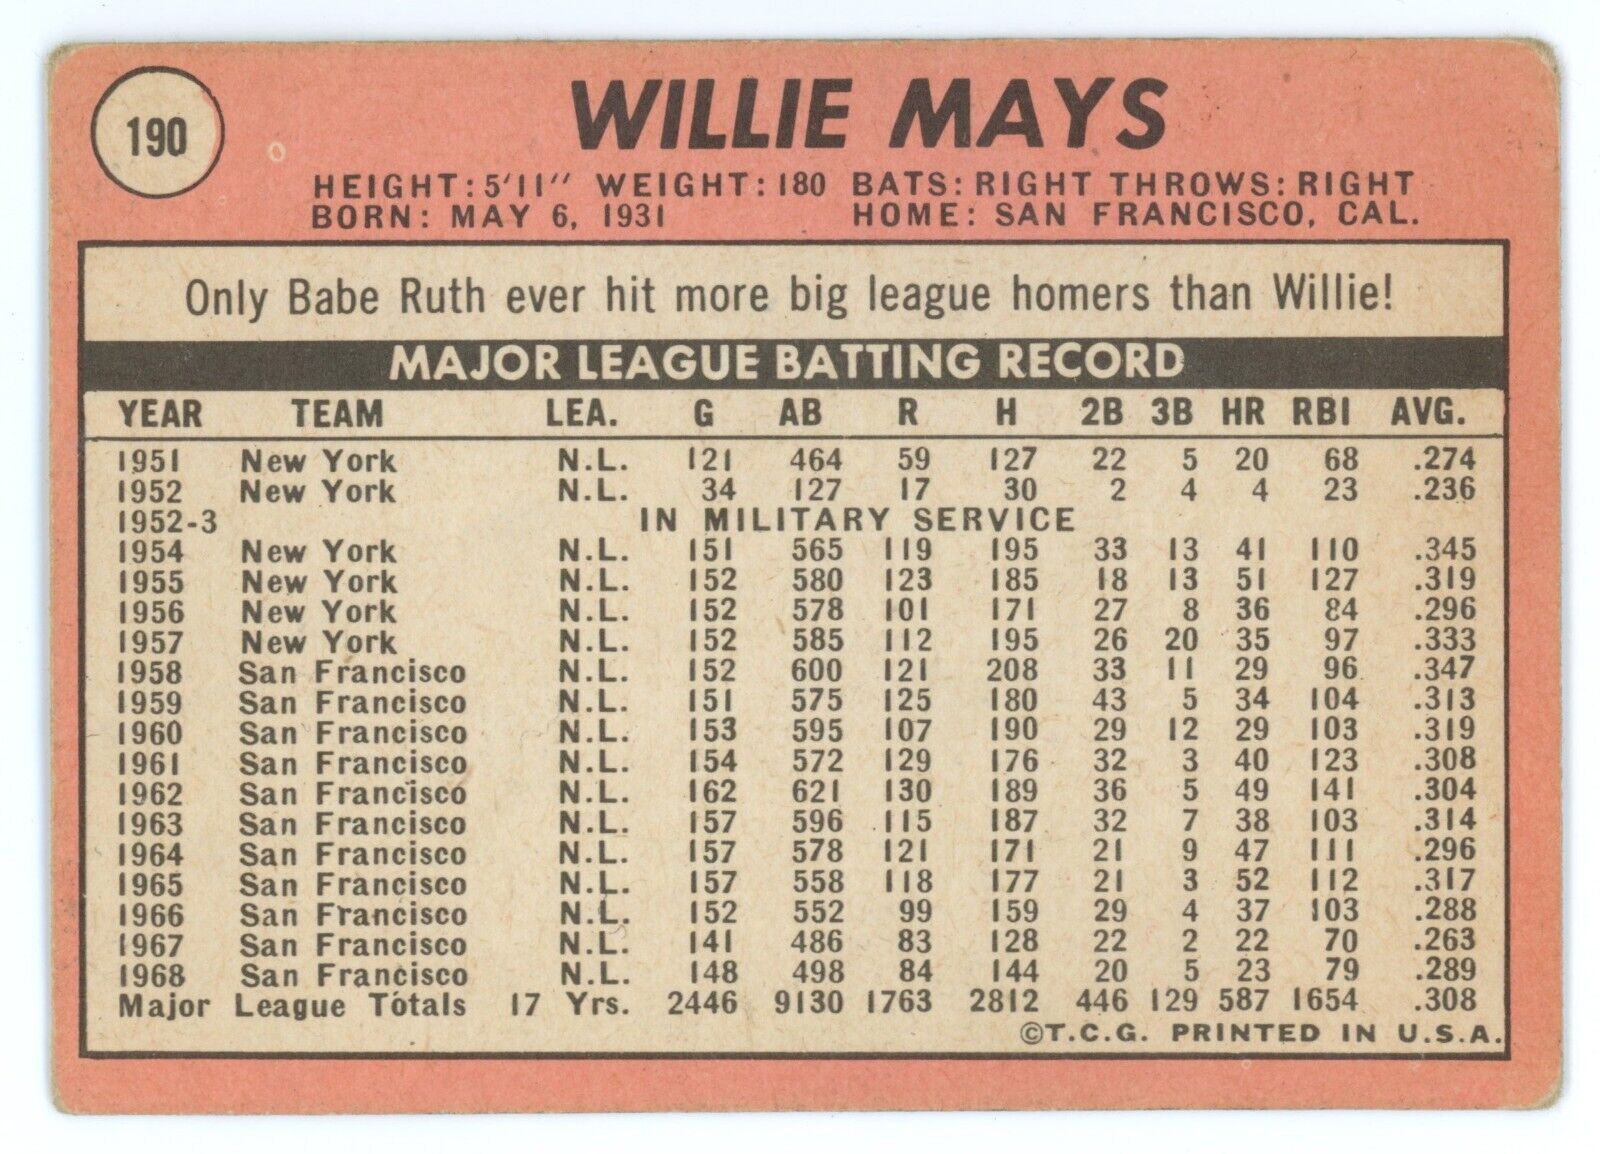 190
WILLIE MAYS
HEIGHT: 5'11" WEIGHT: 180 BATS: RIGHT THROWS: RIGHT
BORN: MAY 6, 1931 HOME: SAN FRANCISCO, CAL.
Only Babe Ruth ever hit more big league homers than Willie!
MAJOR LEAGUE BATTING RECORD
YEAR TEAM LEA. G AB R H 2B 3B HR RBI AVG.
1951 New York N.L. 121 464 59 127 22 5 20 68 .274
1952 New York N.L. 34 127 17 30 2 4 4 23 .236
1952-3 IN MILITARY SERVICE
1954 New York N.L. 151 565 119 195 33 13 41 110 .345
1955 New York N.L. 152 580 123 185 18 13 51 127 .319
1956 New York N.L. 152 578 101 171 27 8 36 84 .296
1957 New York N.L. 152 585 112 195 26 20 35 97 .333
1958 San Francisco N.L. 152 600 121 208 33 11 29 96 .347
1959 San Francisco N.L. 151 575 125 180 43 5 34 104 .313
1960 San Francisco N.L. 153 595 107 190 29 12 29 103 .319
1961 San Francisco N.L. 154 572 129 176 32 3 40 123 .308
1962 San Francisco N.L. 162 621 130 189 36 5 49 141 .304
1963 San Francisco N.L. 157 596 115 187 32 7 38 103 .314
1964 San Francisco N.L. 157 578 121 171 21 9 47 111 .296
1965 San Francisco N.L. 157 558 118 177 21 3 52 112 .317
1966 San Francisco N.L. 152 552 99 159 29 4 37 103 .288
1967 San Francisco N.L. 141 486 83 128 22 2 22 70 .263
1968 San Francisco N.L. 148 498 84 144 20 5 23 79 .289
Major League Totals 17 Yrs. 2446 9130 1763 2812 446 129 587 1654 .308
©T.C.G. PRINTED IN U.S.A.